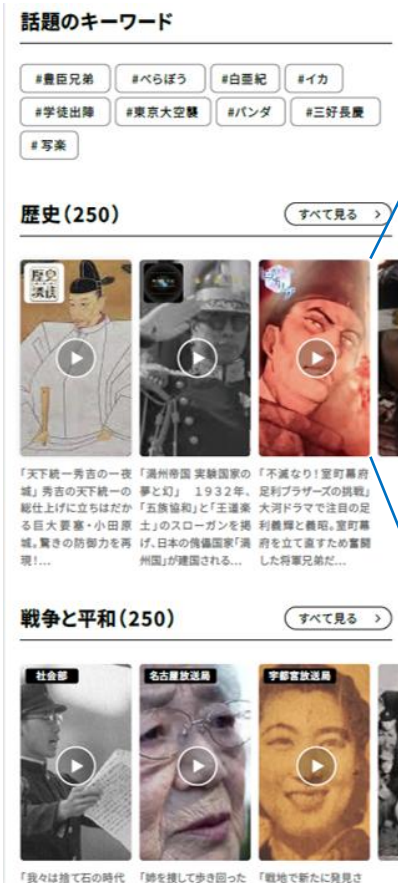 話題のキーワード
#豊臣兄弟
#べらぼう
#白亜紀
#イカ
#学徒出陣
#東京大空襲
#パンダ
#三好長慶
#写楽
歴史(250)
すべて見る
歴史
探偵
「天下統一秀吉の一夜
城」秀吉の天下統一の
総仕上げに立ちはだか
る巨大要塞・小田原
城。驚きの防御力を再
現!...
「満州帝国 実験国家の
夢と幻」 1932年、
「五族協和」と「王道楽
土」のスローガンを掲
げ、日本の傀儡国家「満
州国」が建国される...
「不滅なり!室町幕府
足利ブラザーズの挑戦」
大河ドラマで注目の足
利義輝と義昭。室町幕
府を立て直すため奮闘
した将軍兄弟だ...
戦争と平和(250)
すべて見る
社会部
名古屋放送局
宇都宮放送局
「我々は捨て石の時代
「姉を捜して歩き回った
「戦地で新たに発見さ